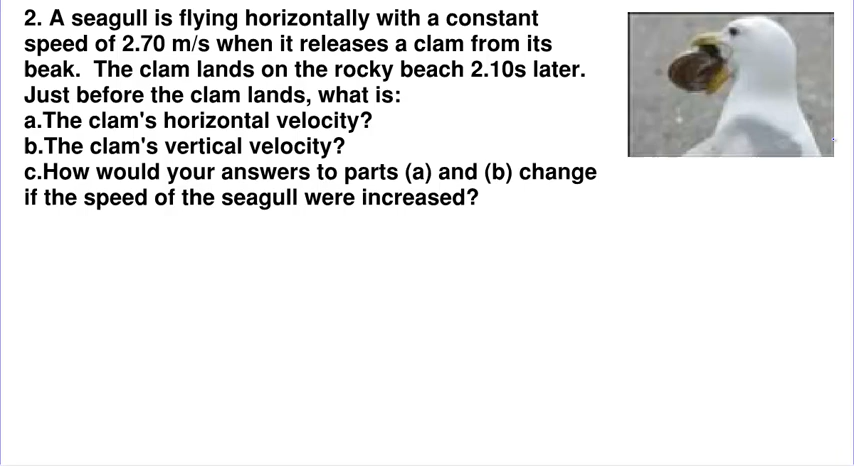 2. A seagull is flying horizontally with a constant
speed of 2.70 m/s when it releases a clam from its
beak.  The clam lands on the rocky beach 2.10s later.
Just before the clam lands, what is:
a.The clam's horizontal velocity?
b.The clam's vertical velocity?
c.How would your answers to parts (a) and (b) change
if the speed of the seagull were increased?